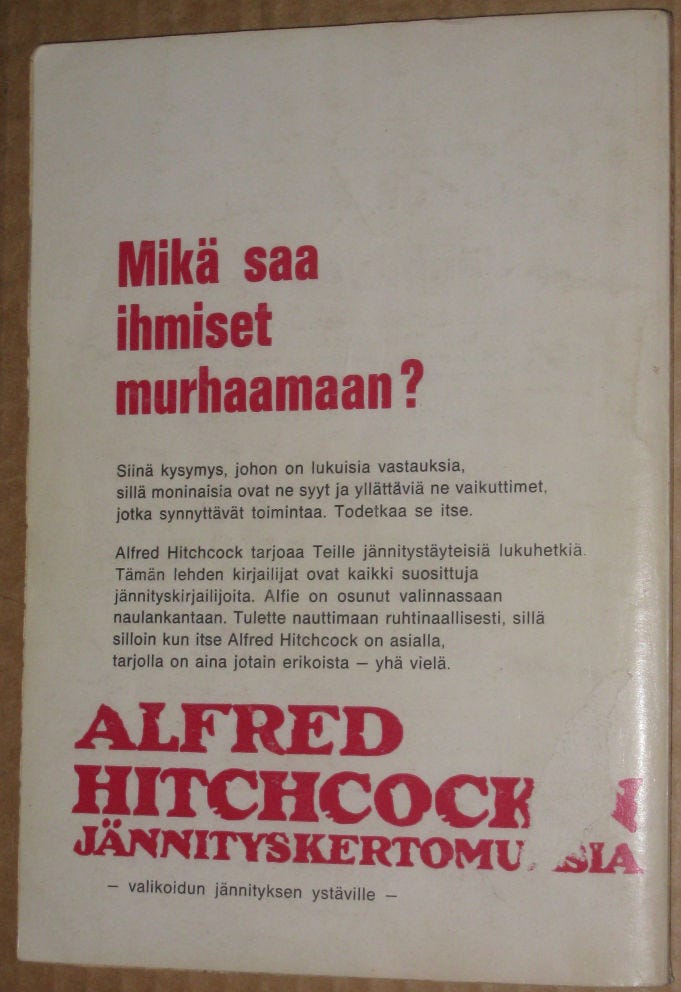 Mikä saa
ihmiset
murhaamaan?
Siinä kysymys, johon on lukuisia vastauksia,
sillä moninaisia ovat ne syyt ja yllättäviä ne vaikuttimet,
jotka synnyttävät toimintaa. Todetkaa se itse.
Alfred Hitchcock tarjoaa Teille jännitystäyteisiä lukuhetkiä.
Tämän lehden kirjailijat ovat kaikki suosittuja
jännityskirjailijoita. Alfie on osunut valinnassaan
naulankantaan. Tulette nauttimaan ruhtinaallisesti, sillä
silloin kun itse Alfred Hitchcock on asialla,
tarjolla on aina jotain erikoista — yhä vielä.
ALFRED
— valikoidun jännityksen ystäville —